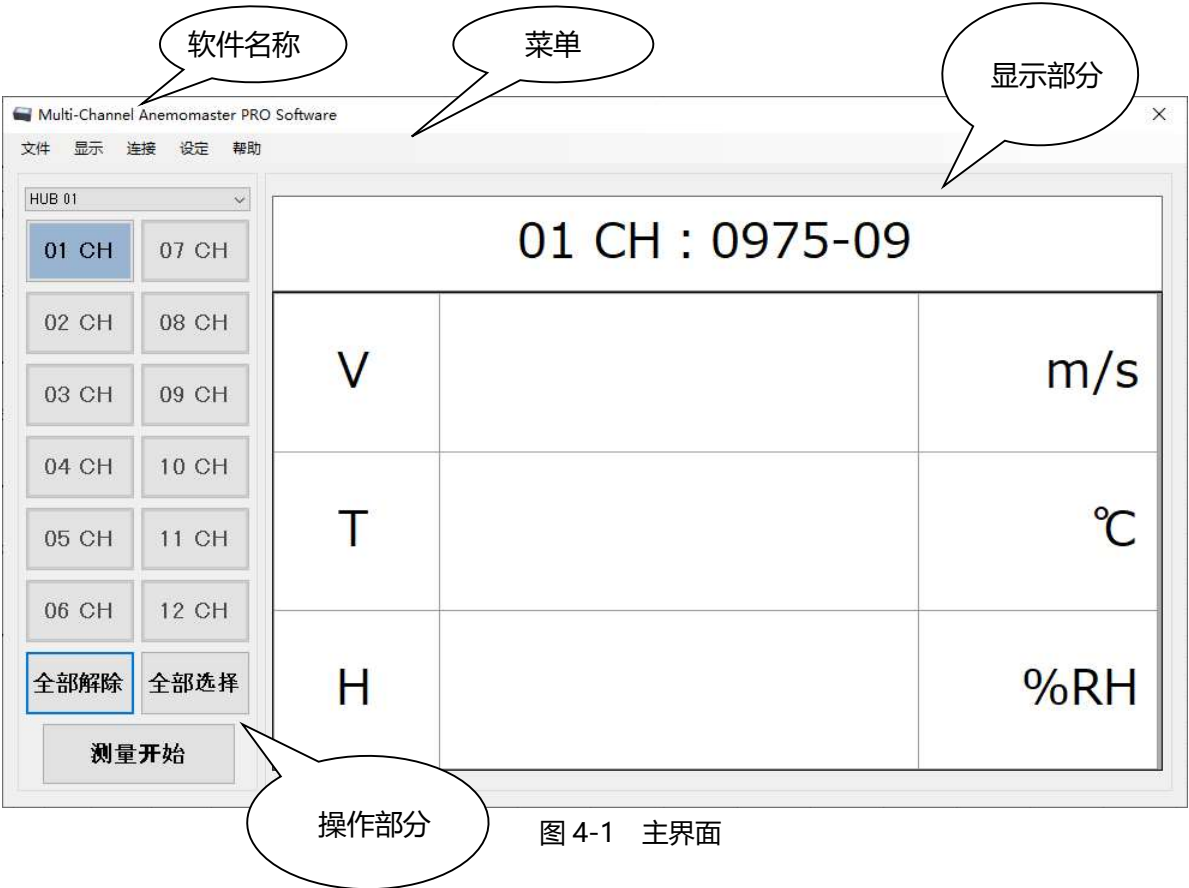 软件名称
菜单
显示部分
Multi-Channel Anemomaster PRO Software
文件 显示 连接 设定 帮助
HUB 01
01 CH 07 CH
02 CH 08 CH
03 CH 09 CH
04 CH 10 CH
05 CH 11 CH
06 CH 12 CH
全部解除 全部选择
测量开始
01 CH : 0975-09
V m/s
T ℃
H %RH
操作部分
图 4-1 主界面